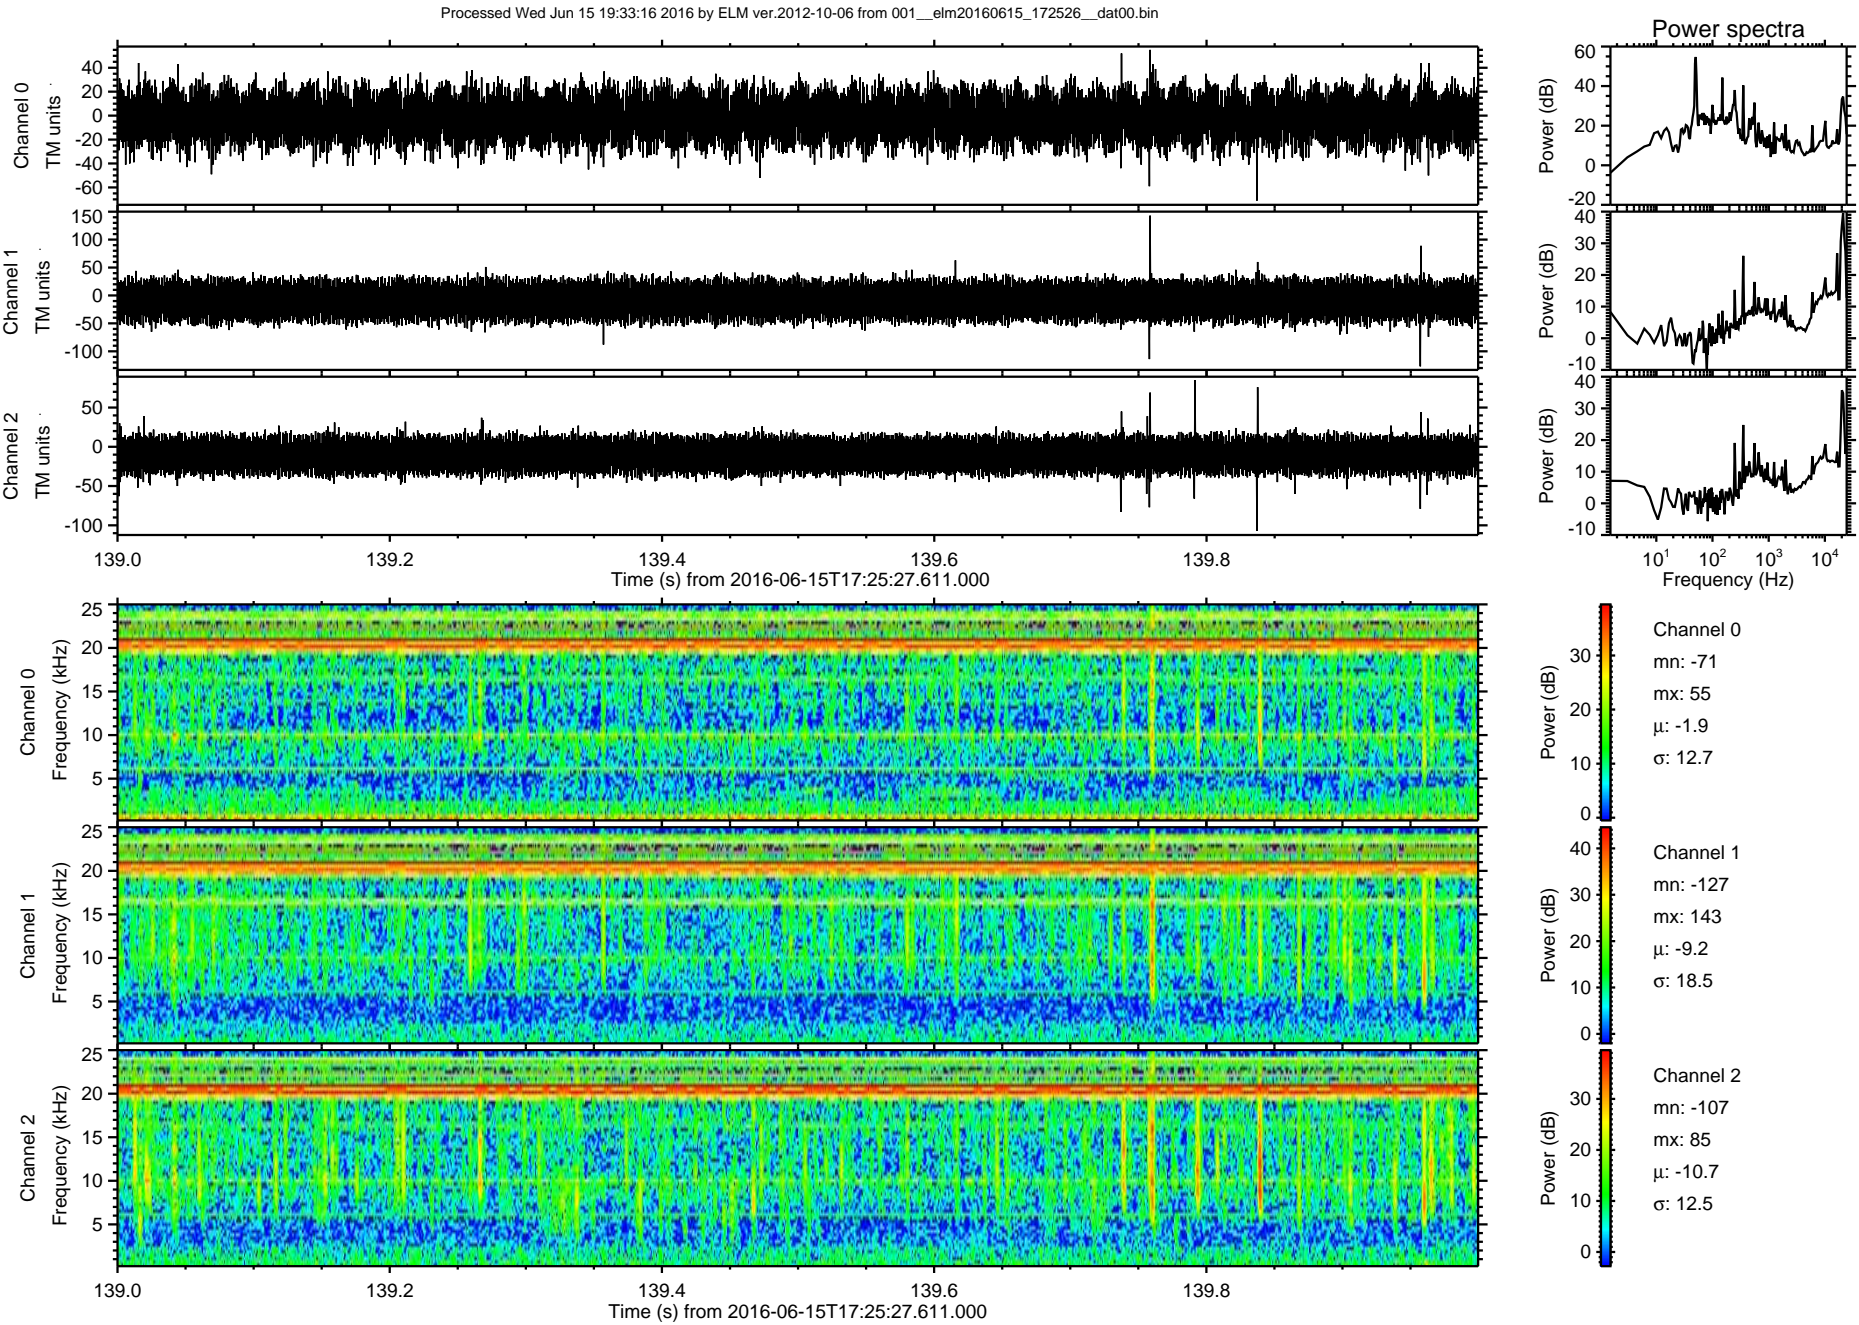 Processed Wed Jun 15 19:33:16 2016 by ELM ver.2012-10-06 from 001__elm20160615_172526__dat00.bin
Power spectra
Channel 0
TM units
40
20
0
-20
-40
-60
Power (dB)
60
40
20
0
-20
Channel 1
TM units
150
100
50
0
-50
-100
Power (dB)
40
30
20
10
0
-10
Channel 2
TM units
50
0
-50
-100
Power (dB)
40
30
20
10
0
-10
139.0 139.2 139.4 139.6 139.8
Time (s) from 2016-06-15T17:25:27.611.000
10¹ 10² 10³ 10⁴
Frequency (Hz)
Channel 0
Frequency (kHz)
25
20
15
10
5
Power (dB)
30
20
10
0
Channel 0
mn: -71
mx: 55
μ: -1.9
σ: 12.7
Channel 1
Frequency (kHz)
25
20
15
10
5
Power (dB)
40
30
20
10
0
Channel 1
mn: -127
mx: 143
μ: -9.2
σ: 18.5
Channel 2
Frequency (kHz)
25
20
15
10
5
Power (dB)
30
20
10
0
Channel 2
mn: -107
mx: 85
μ: -10.7
σ: 12.5
139.0 139.2 139.4 139.6 139.8
Time (s) from 2016-06-15T17:25:27.611.000